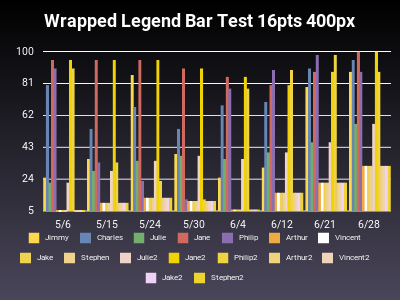 Wrapped Legend Bar Test 16pts 400px
100
81
62
43
24
5
5/6 5/15 5/24 5/30 6/4 6/12 6/21 6/28
Jimmy Charles Julie Jane Philip Arthur Vincent
Jake Stephen Julie2 Jane2 Philip2 Arthur2 Vincent2
Jake2 Stephen2